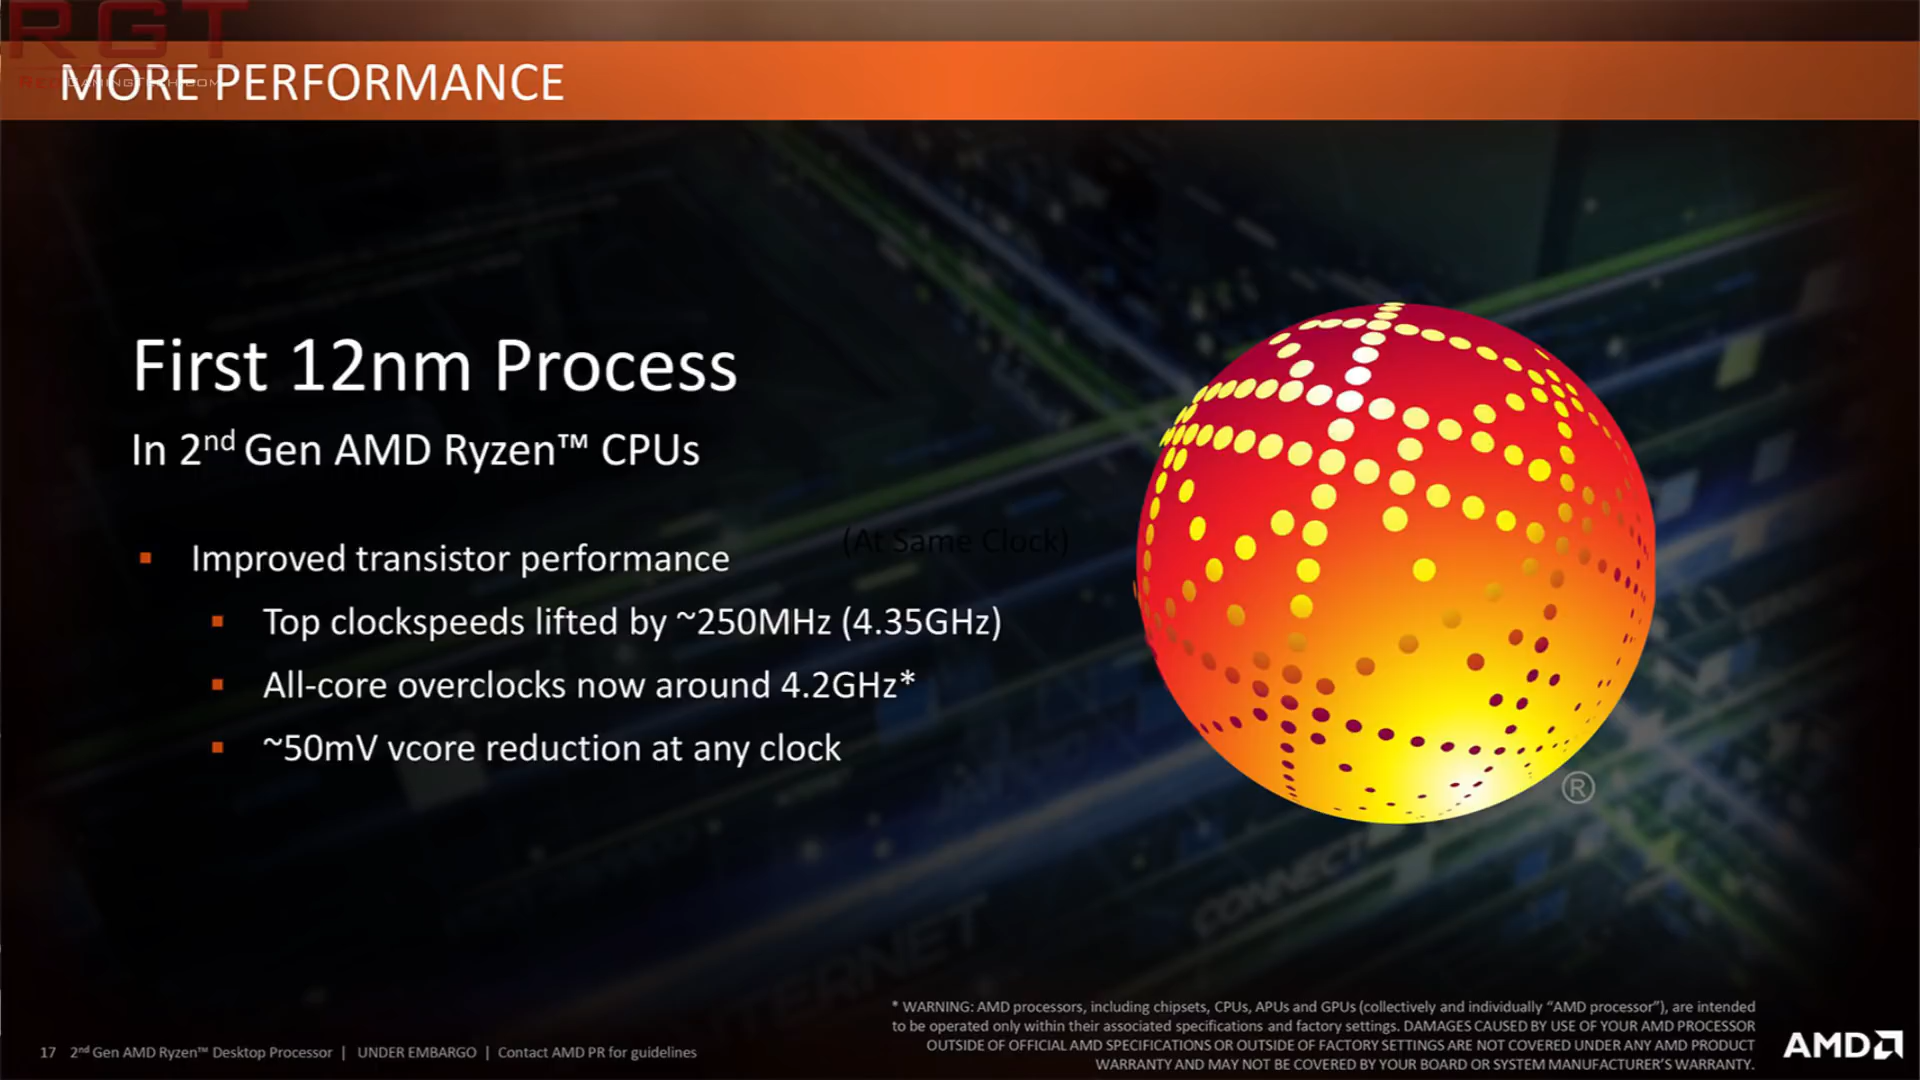 RGT
REDGAMINGTECH.COM
MORE PERFORMANCE
First 12nm Process
In 2nd Gen AMD Ryzen™ CPUs
(At Same Clock)
▪ Improved transistor performance
▪ Top clockspeeds lifted by ~250MHz (4.35GHz)
▪ All-core overclocks now around 4.2GHz*
▪ ~50mV vcore reduction at any clock
®
CONNECT
INTERNET
* WARNING: AMD processors, including chipsets, CPUs, APUs and GPUs (collectively and individually “AMD processor”), are intended
to be operated only within their associated specifications and factory settings. DAMAGES CAUSED BY USE OF YOUR AMD PROCESSOR
OUTSIDE OF OFFICIAL AMD SPECIFICATIONS OR OUTSIDE OF FACTORY SETTINGS ARE NOT COVERED UNDER ANY AMD PRODUCT
WARRANTY AND MAY NOT BE COVERED BY YOUR BOARD OR SYSTEM MANUFACTURER’S WARRANTY.
17 2nd Gen AMD Ryzen™ Desktop Processor | UNDER EMBARGO | Contact AMD PR for guidelines
AMD